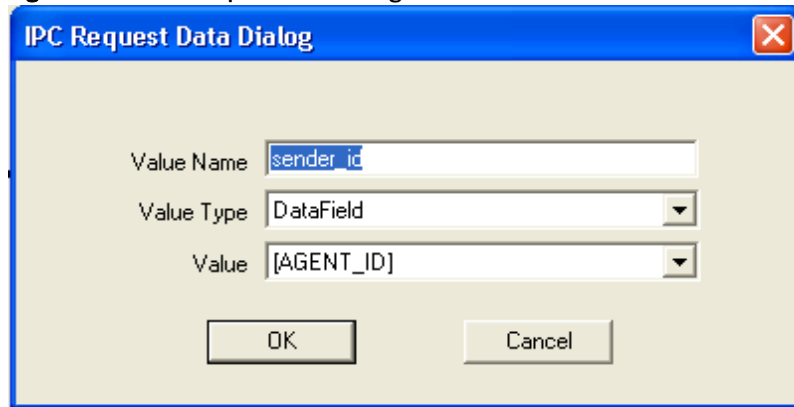 IPC Request Data Dialog
Value Name sender_id
Value Type DataField
Value [AGENT_ID]
OK Cancel